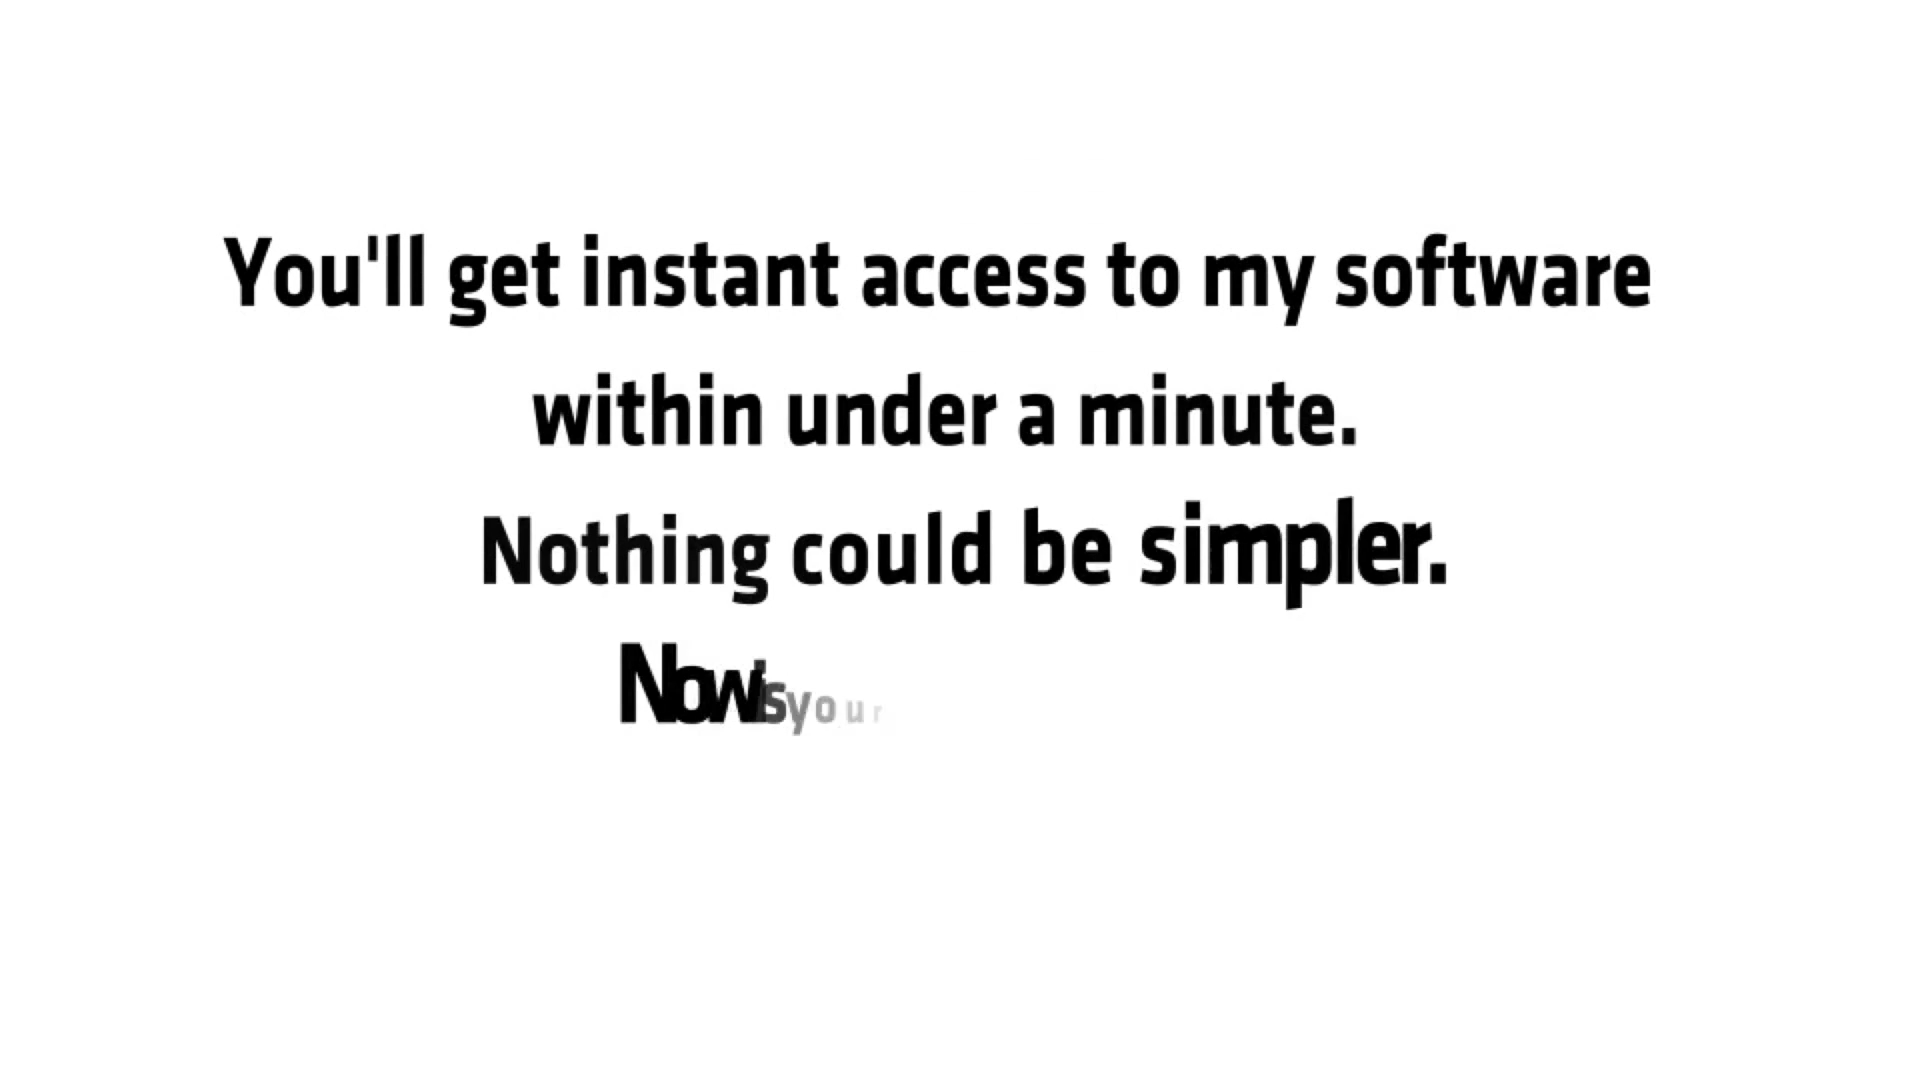 You'll get instant access to my software
within under a minute.
Nothing could be simpler.
Now is your